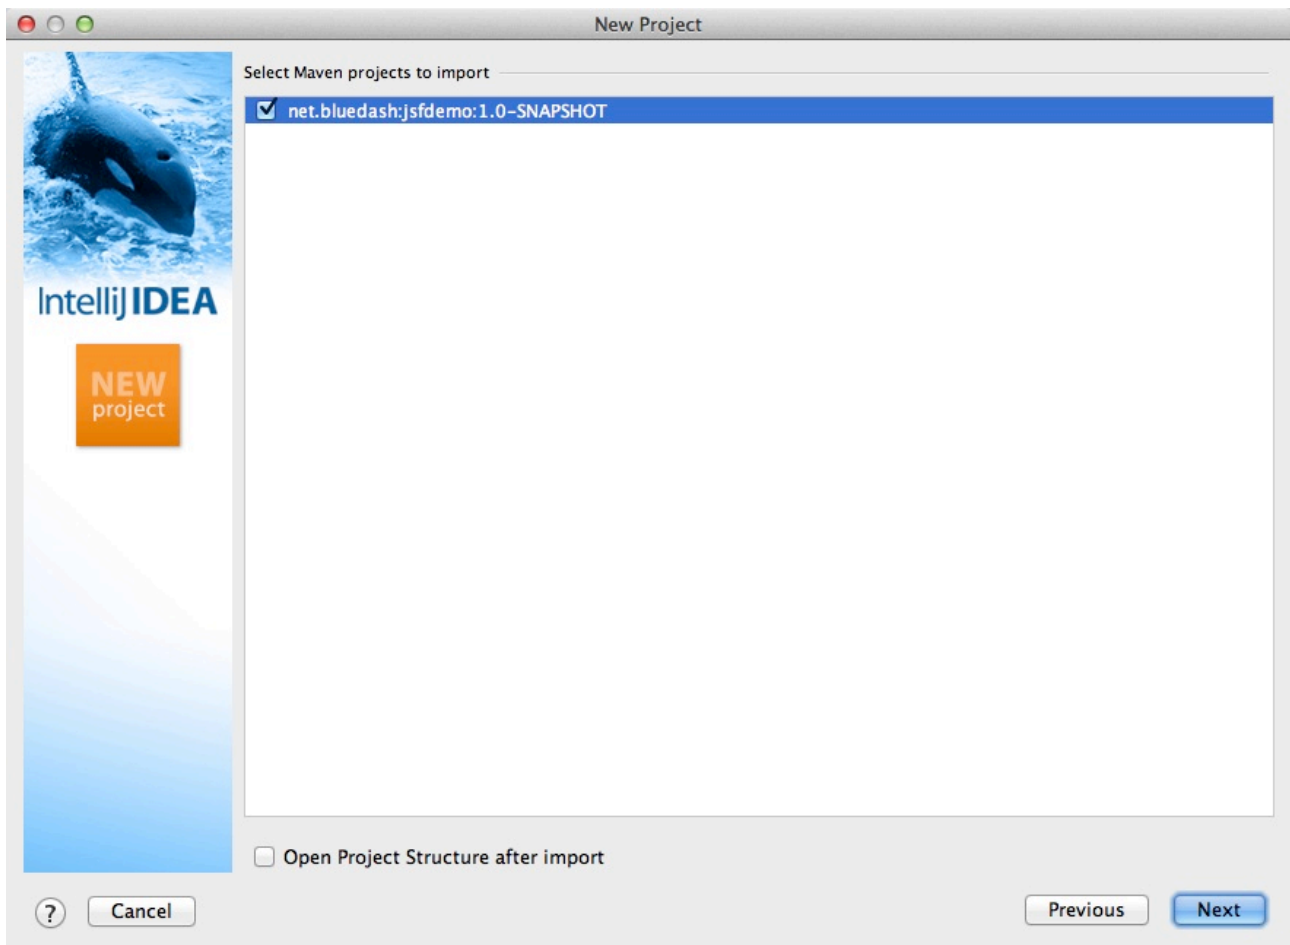 New Project
Select Maven projects to import
net.bluedash:jsfdemo:1.0-SNAPSHOT
IntelliJ IDEA
NEW
project
Open Project Structure after import
? Cancel Previous Next